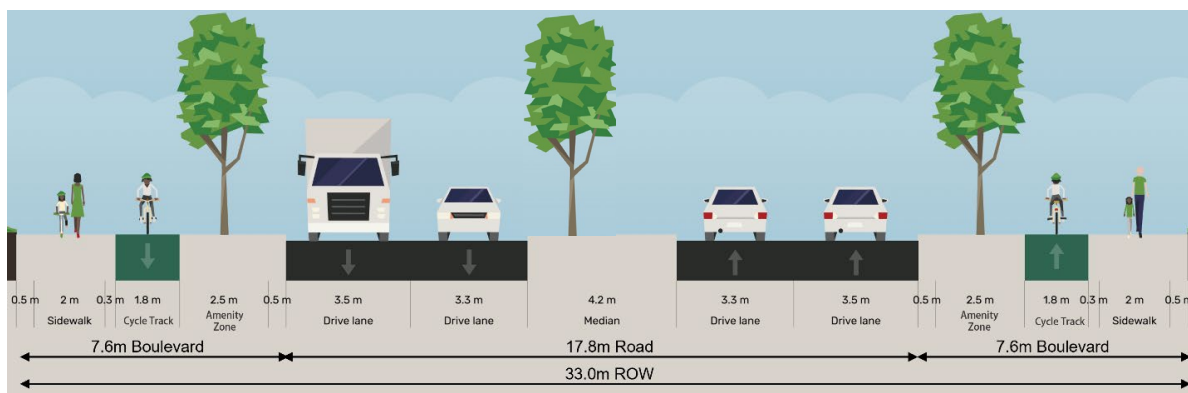 0.5 m 2 m 0.3 m 1.8 m 2.5 m 0.5 m 3.5 m 3.3 m 4.2 m 3.3 m 3.5 m 0.5 m 2.5 m 1.8 m 0.3 m 2 m 0.5 m
Sidewalk Cycle Track Amenity Drive lane Drive lane Median Drive lane Drive lane Amenity Cycle Track Sidewalk
Zone Zone
7.6m Boulevard 17.8m Road 7.6m Boulevard
33.0m ROW